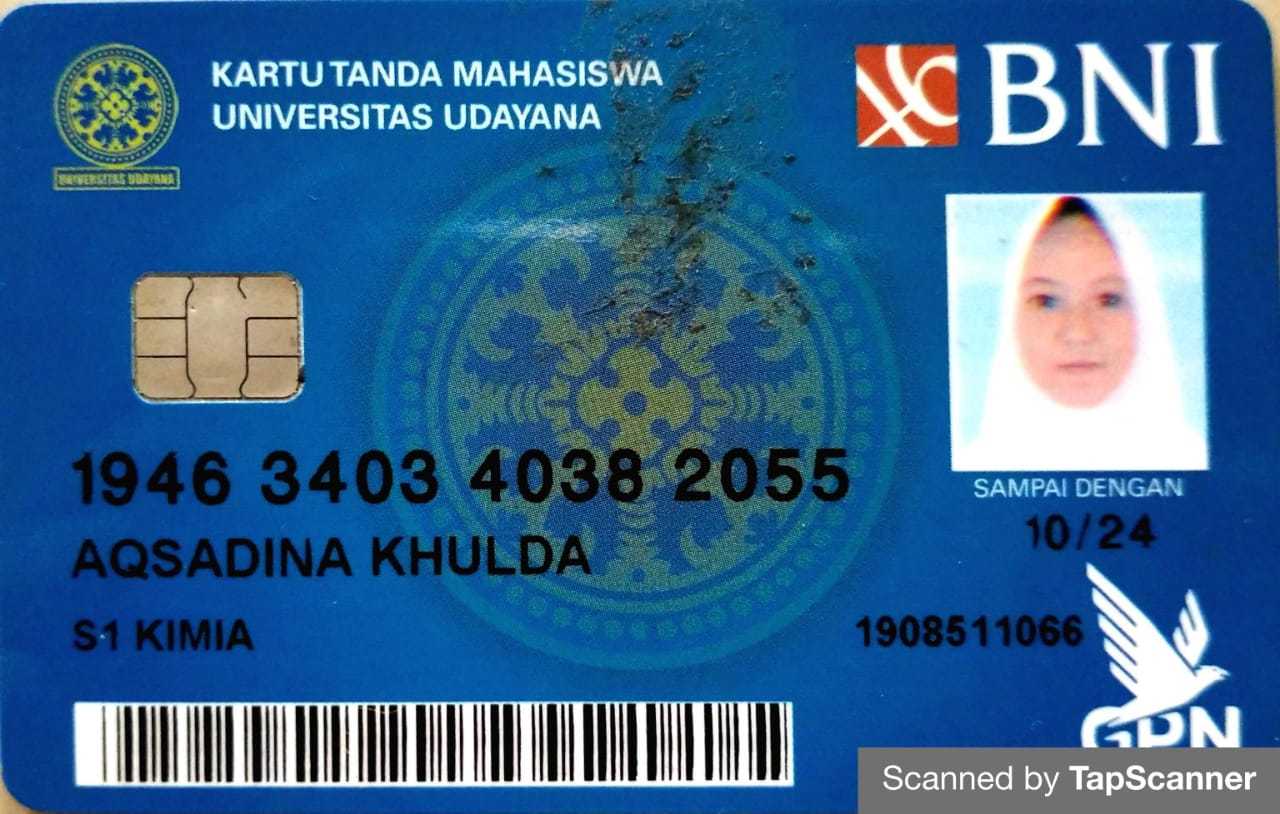 KARTU TANDA MAHASISWA
UNIVERSITAS UDAYANA
UNIVERSITAS UDAYANA
BNI
1946 3403 4038 2055
SAMPAI DENGAN
10/24
AQSADINA KHULDA
S1 KIMIA
1908511066
GPN
Scanned by TapScanner